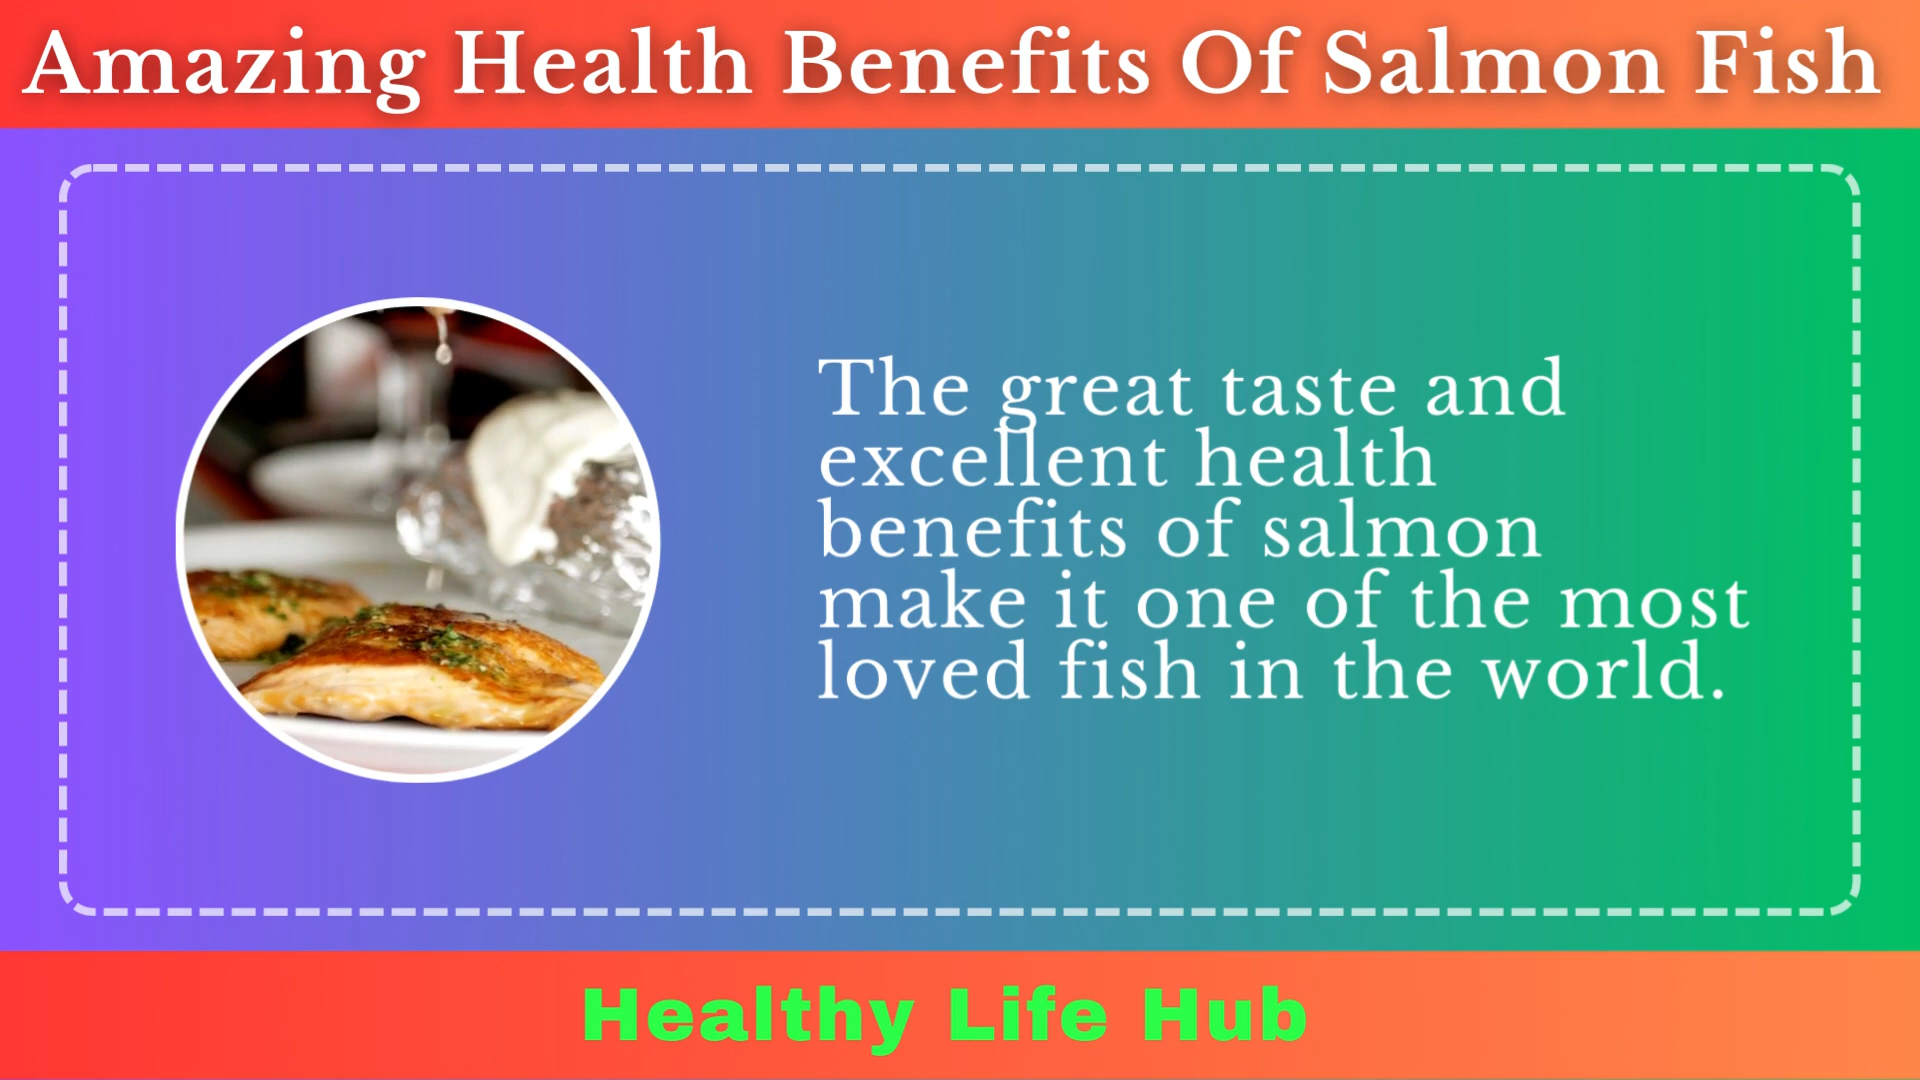 Amazing Health Benefits Of Salmon Fish
The great taste and
excellent health
benefits of salmon
make it one of the most
loved fish in the world.
Healthy Life Hub